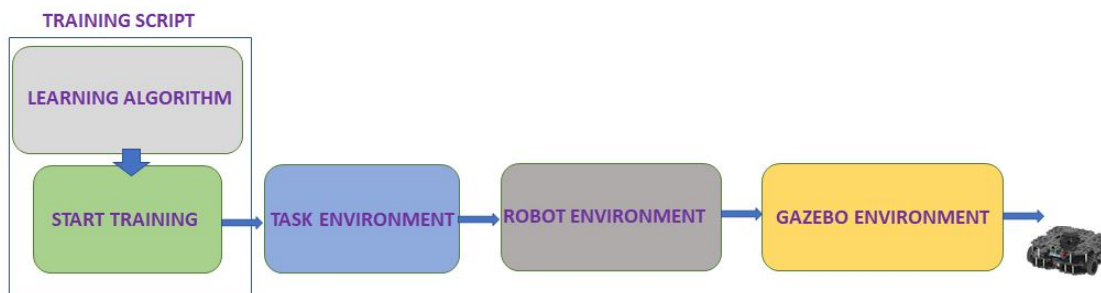 TRAINING SCRIPT
LEARNING ALGORITHM
START TRAINING
TASK ENVIRONMENT
ROBOT ENVIRONMENT
GAZEBO ENVIRONMENT